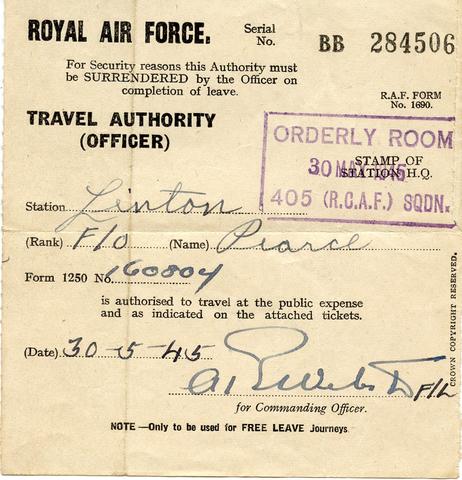 ROYAL AIR FORCE.
Serial No. BB 284506
For Security reasons this Authority must
be SURRENDERED by the Officer on
completion of leave.
R.A.F. FORM
No. 1690.
TRAVEL AUTHORITY
(OFFICER)
ORDERLY ROOM
30 MAY 1945
405 (R.C.A.F.) SQDN.
STAMP OF
STATION H.Q.
Station Linton
(Rank) F/O (Name) Pearce
Form 1250 No. 160804
is authorised to travel at the public expense
and as indicated on the attached tickets.
(Date) 30-5-45
F/L
for Commanding Officer.
NOTE—Only to be used for FREE LEAVE Journeys.
CROWN COPYRIGHT RESERVED.